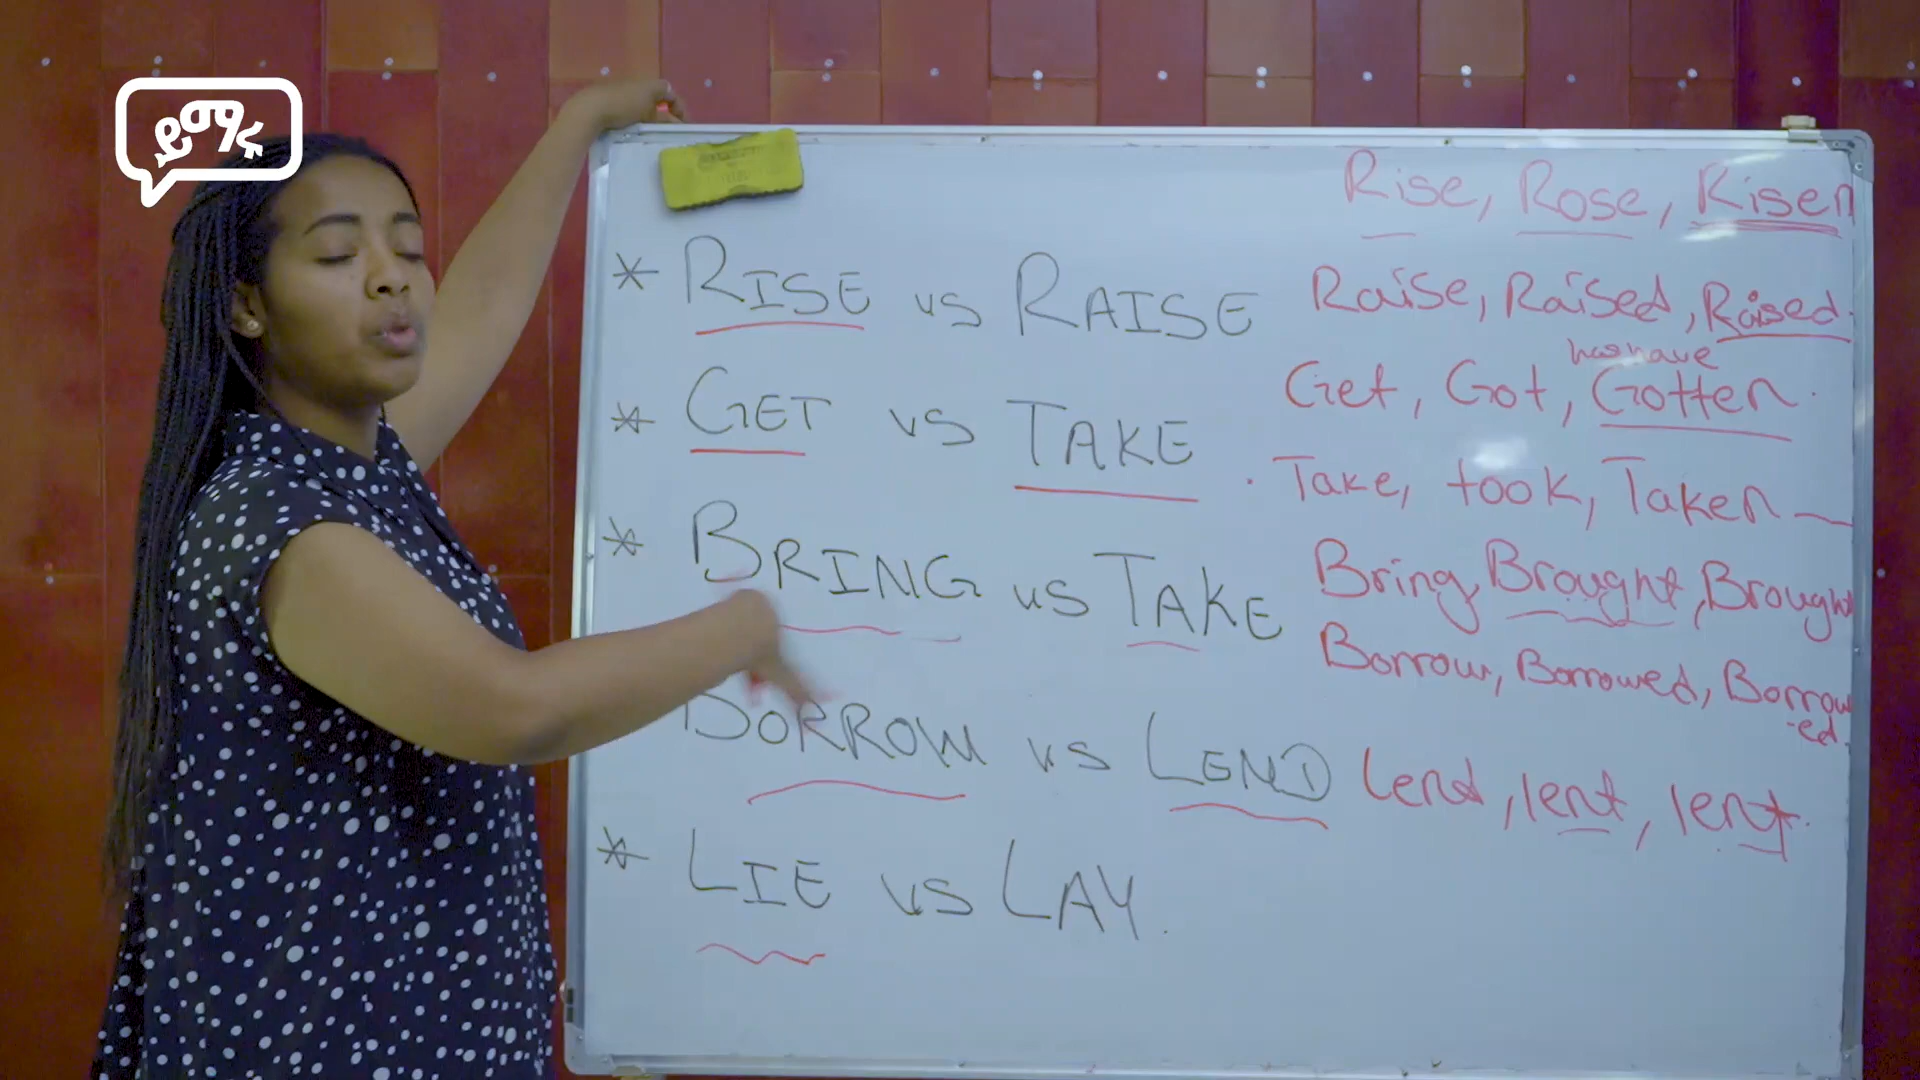 ይማሩ
Rise, Rose, Risen
* RISE vs RAISE
Raise, Raised, Raised.
has have
* GET vs TAKE
Get, Got, Gotten.
. Take, took, Taken —
* BRING vs TAKE
Bring, Brought, Brought
Borrow, Borrowed, Borrow
-ed.
BORROW vs LEND
Lend, lent, lent.
* LIE vs LAY.